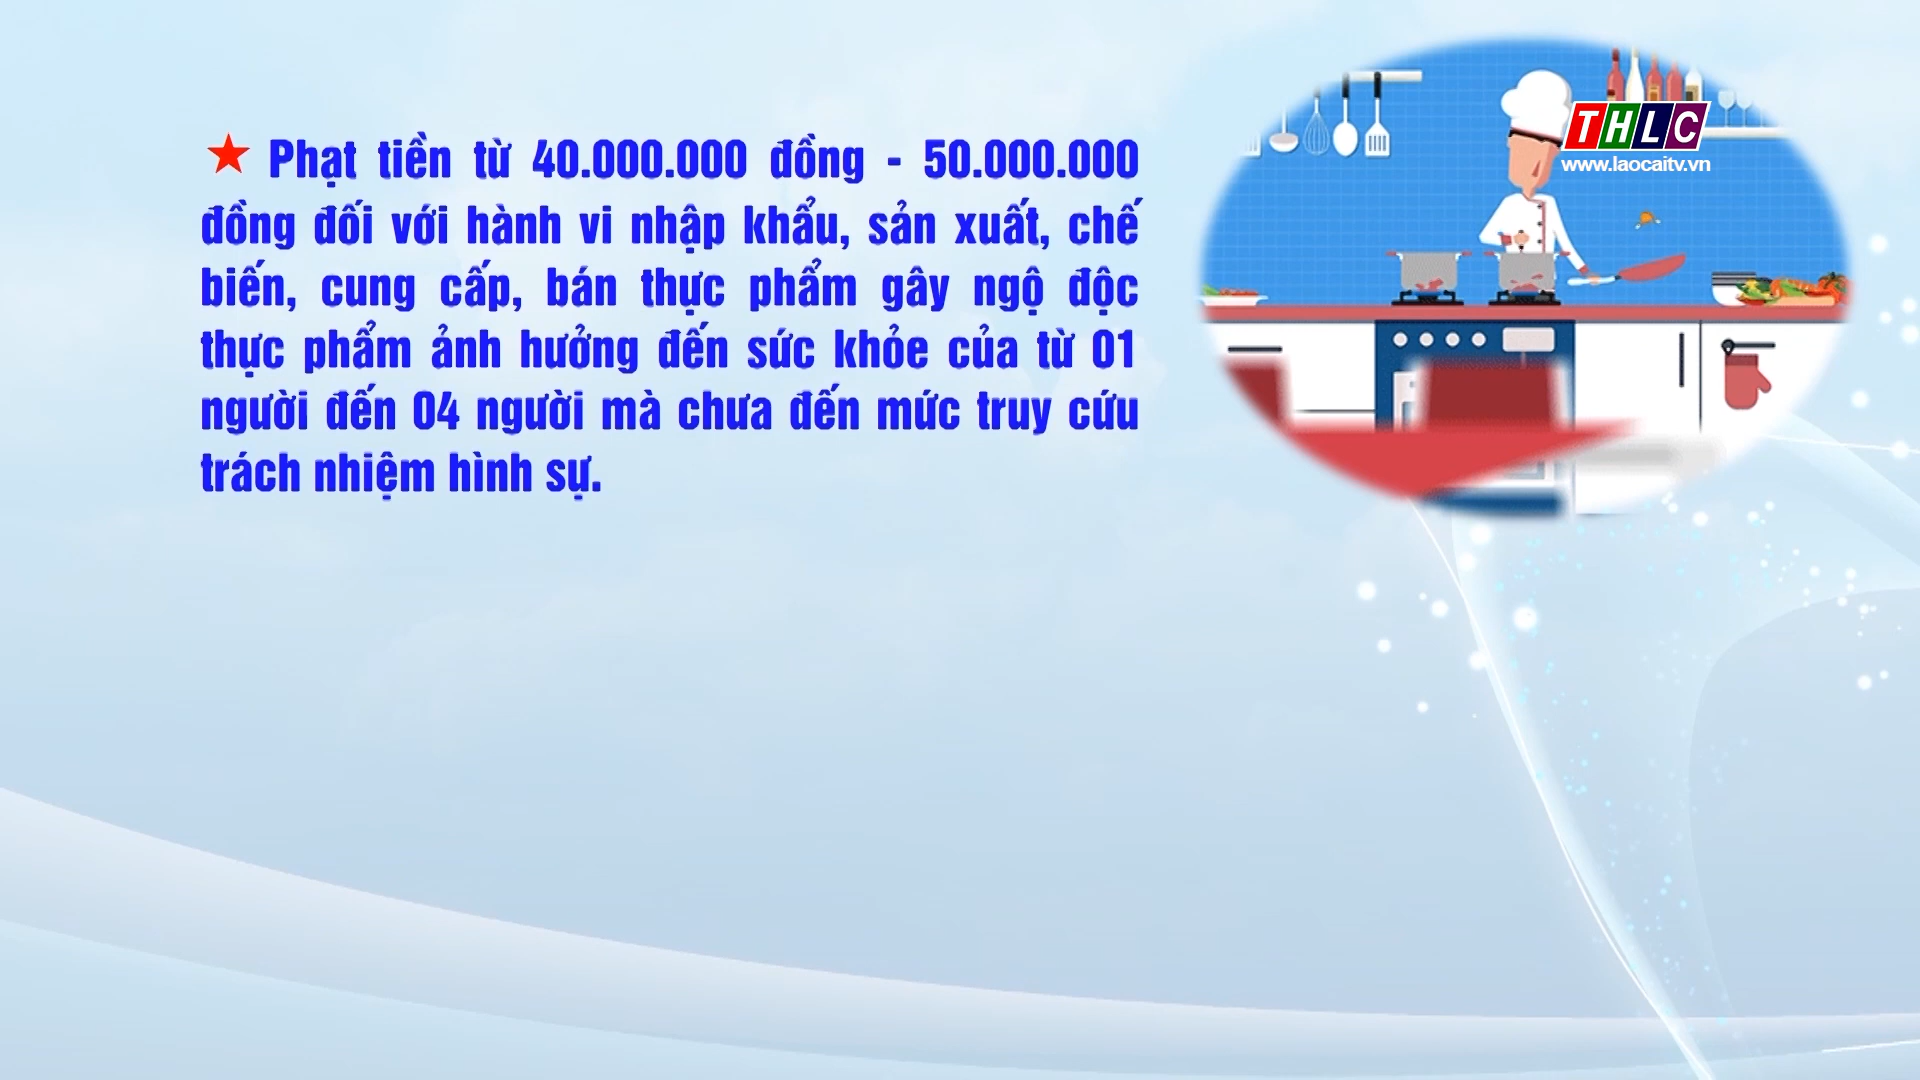 ★ Phạt tiền từ 40.000.000 đồng - 50.000.000
đồng đối với hành vi nhập khẩu, sản xuất, chế
biến, cung cấp, bán thực phẩm gây ngộ độc
thực phẩm ảnh hưởng đến sức khỏe của từ 01
người đến 04 người mà chưa đến mức truy cứu
trách nhiệm hình sự.
THLC
www.laocaitv.vn